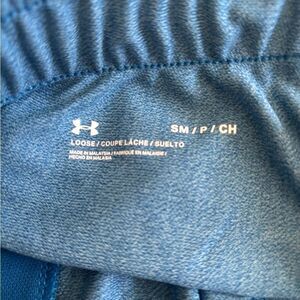 SM / P / CH
LOOSE / COUPE LÂCHE / SUELTO
MADE IN MALAYSIA / FABRIQUÉ EN MALAISIE /
HECHO EN MALASIA